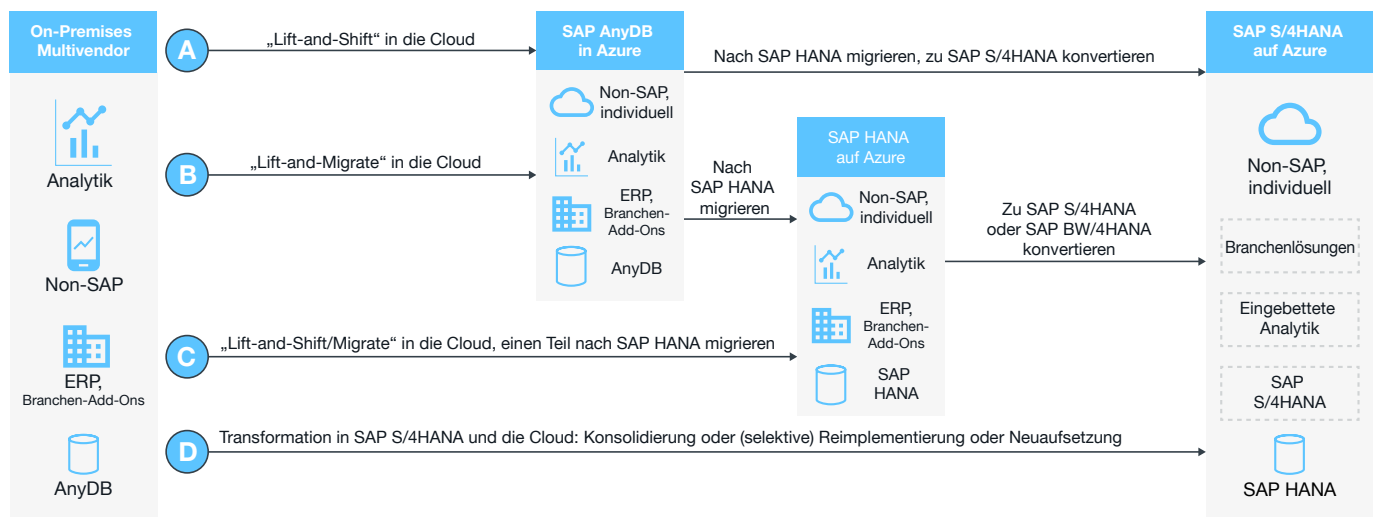 On-Premises
Multivendor
Analytik
Non-SAP
ERP,
Branchen-Add-Ons
AnyDB
A
„Lift-and-Shift“ in die Cloud
B
„Lift-and-Migrate“ in die Cloud
C
„Lift-and-Shift/Migrate“ in die Cloud, einen Teil nach SAP HANA migrieren
D
Transformation in SAP S/4HANA und die Cloud: Konsolidierung oder (selektive) Reimplementierung oder Neuaufsetzung
SAP AnyDB
in Azure
Non-SAP,
individuell
Analytik
ERP,
Branchen-
Add-Ons
AnyDB
Nach SAP HANA migrieren, zu SAP S/4HANA konvertieren
Nach
SAP HANA
migrieren
SAP HANA
auf Azure
Non-SAP,
individuell
Analytik
ERP,
Branchen-
Add-Ons
SAP
HANA
Zu SAP S/4HANA
oder SAP BW/4HANA
konvertieren
SAP S/4HANA
auf Azure
Non-SAP,
individuell
Branchenlösungen
Eingebettete
Analytik
SAP
S/4HANA
SAP HANA